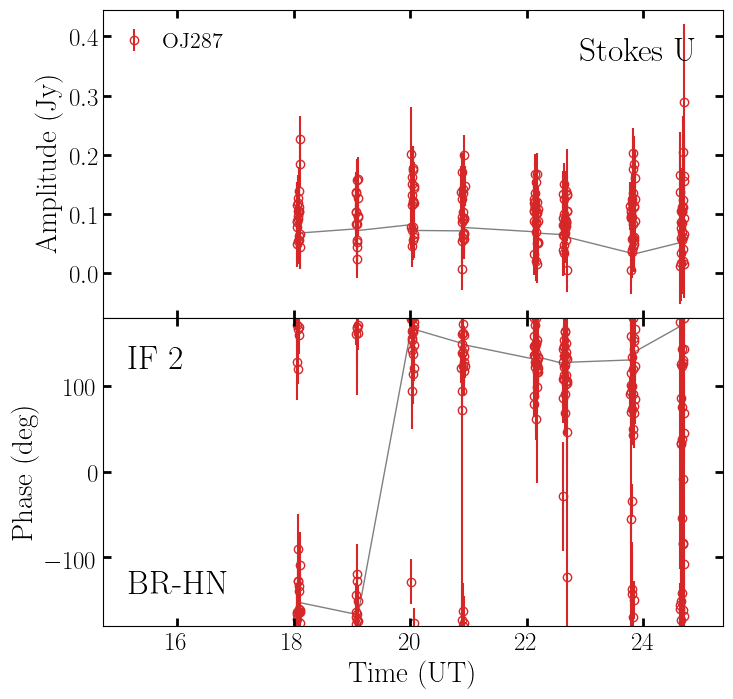 0.4
0.3
0.2
0.1
0.0
Amplitude (Jy)
OJ287
Stokes U
100
0
−100
Phase (deg)
IF 2
BR-HN
16 18 20 22 24
Time (UT)